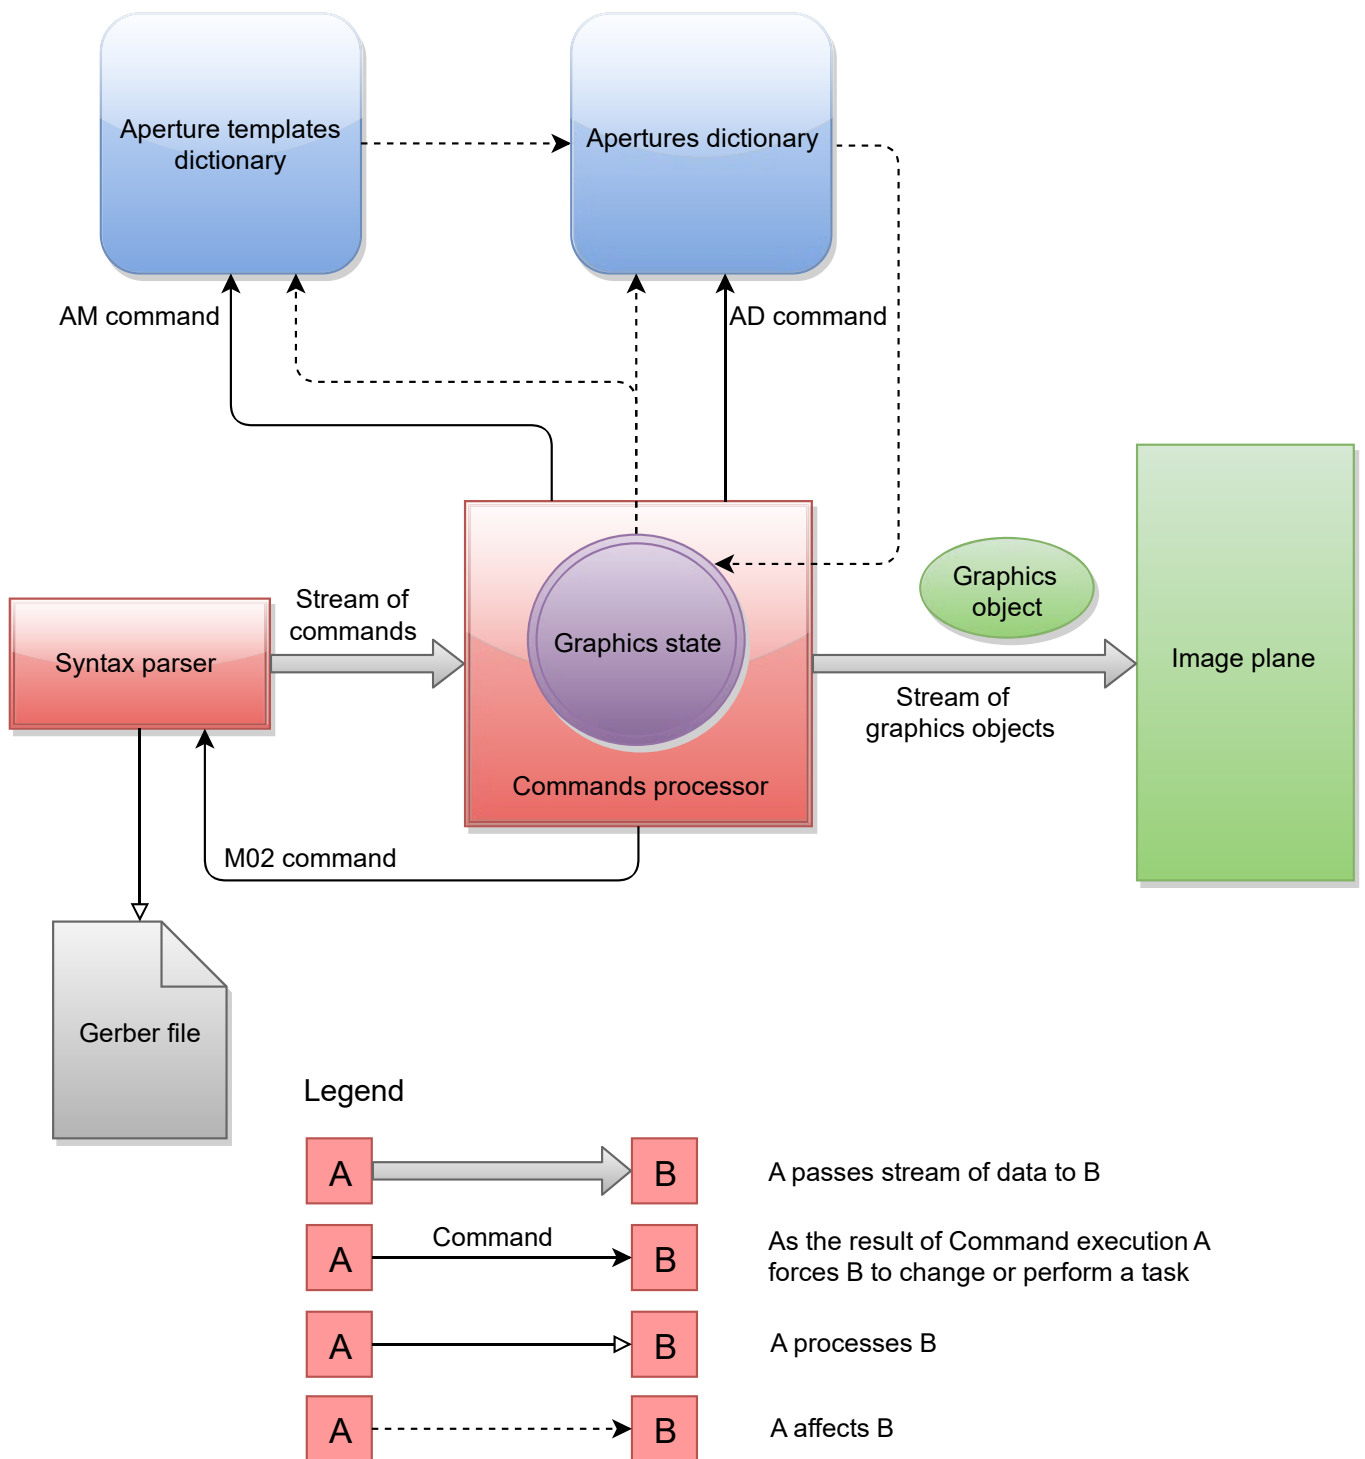 Aperture templates
dictionary
Apertures dictionary
AM command
AD command
Stream of
commands
Syntax parser
Graphics state
Commands processor
Graphics
object
Image plane
Stream of
graphics objects
M02 command
Gerber file
Legend
A
B
A passes stream of data to B
A
Command
B
As the result of Command execution A
forces B to change or perform a task
A
B
A processes B
A
B
A affects B